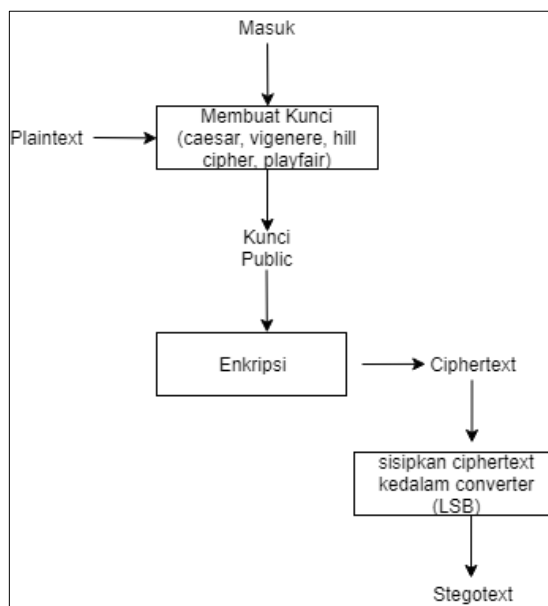 Masuk
Plaintext
Membuat Kunci
(caesar, vigenere, hill
cipher, playfair)
Kunci
Public
Enkripsi
Ciphertext
sisipkan ciphertext
kedalam converter
(LSB)
Stegotext